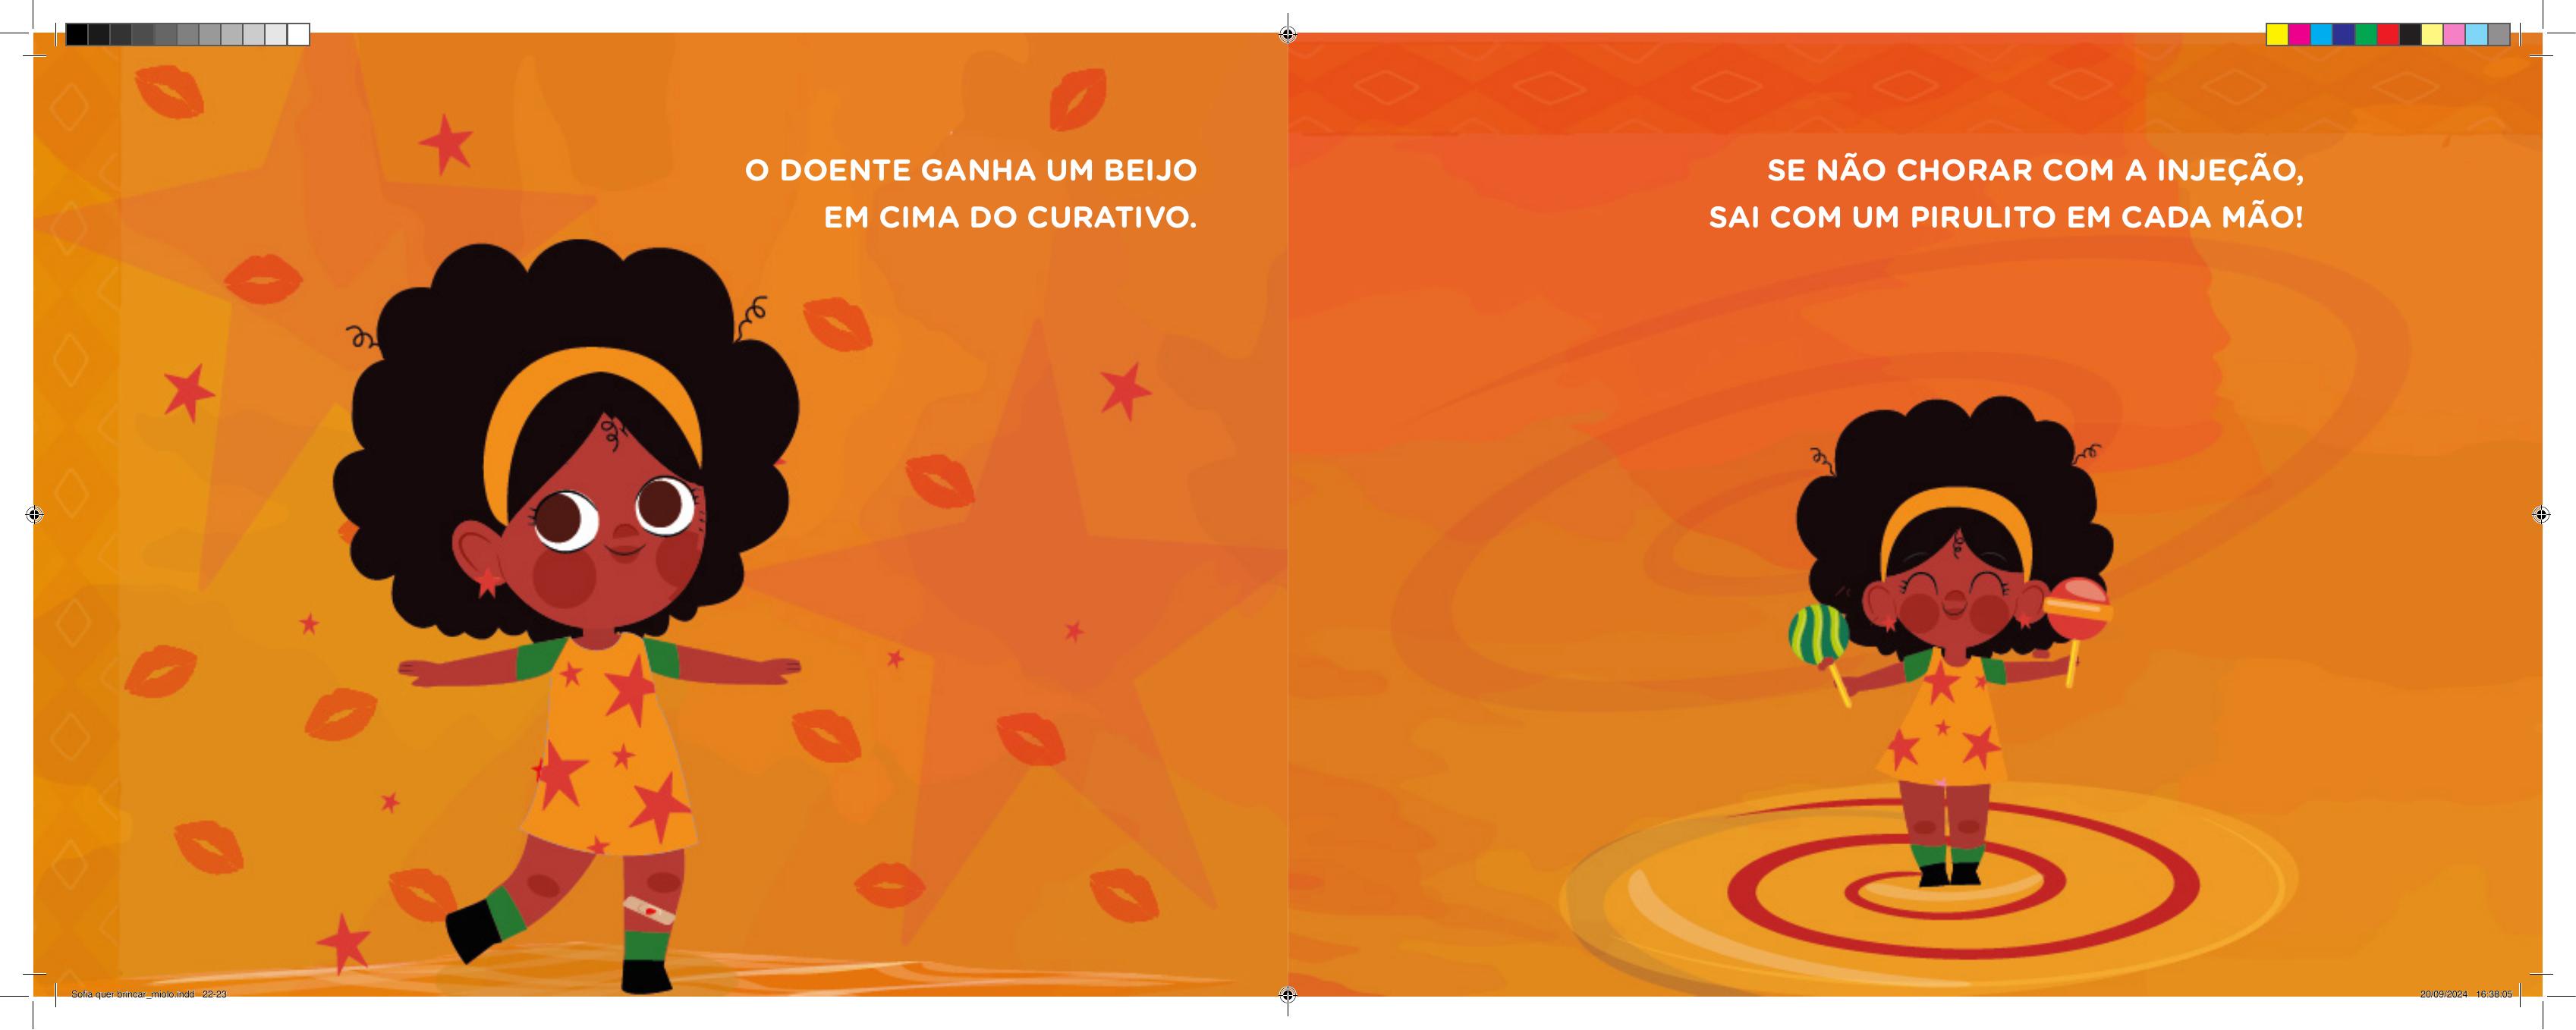 O DOENTE GANHA UM BEIJO
EM CIMA DO CURATIVO.
SE NÃO CHORAR COM A INJEÇÃO,
SAI COM UM PIRULITO EM CADA MÃO!
Sofia quer brincar_miolo.indd   22-23
20/09/2024   16:38:05